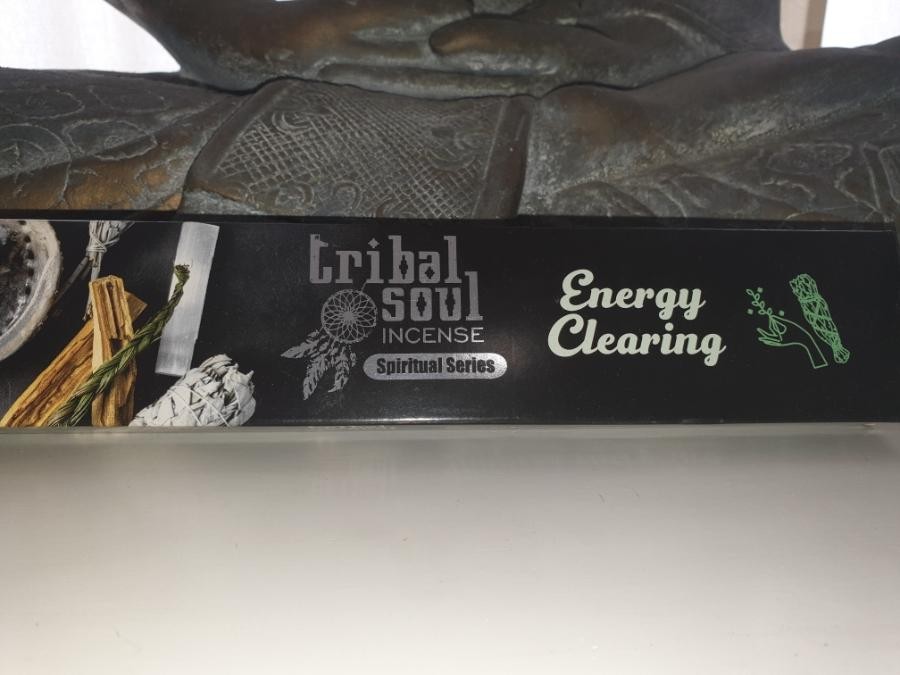 tribal
soul
INCENSE
Spiritual Series
Energy
Clearing